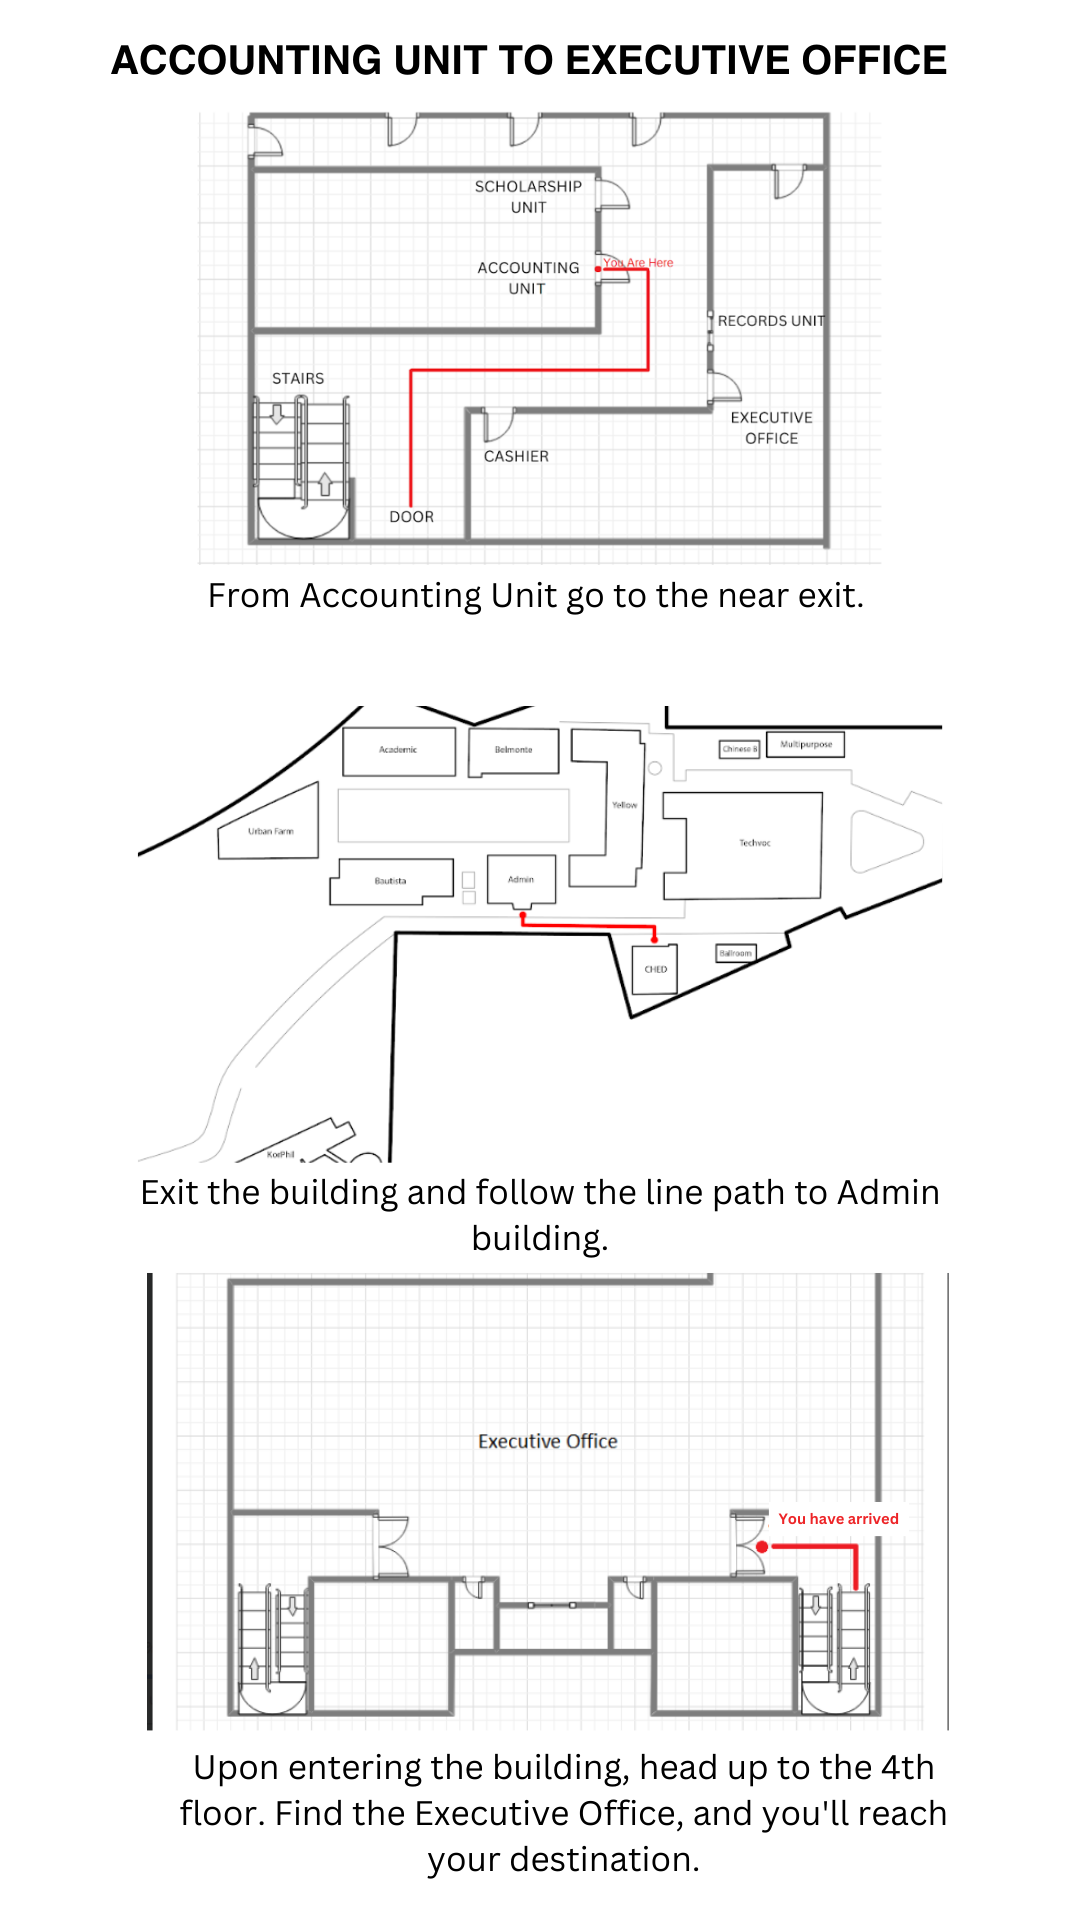 ACCOUNTING UNIT TO EXECUTIVE OFFICE
SCHOLARSHIP
UNIT
You Are Here
ACCOUNTING
UNIT
RECORDS UNIT
STAIRS
EXECUTIVE
OFFICE
CASHIER
DOOR
From Accounting Unit go to the near exit.
Academic
Belmonte
Chinese B
Multipurpose
Yellow
Urban Farm
Techvoc
Bautista
Admin
CHED
Ballroom
KorPhil
Exit the building and follow the line path to Admin
building.
Executive Office
You have arrived
Upon entering the building, head up to the 4th
floor. Find the Executive Office, and you'll reach
your destination.